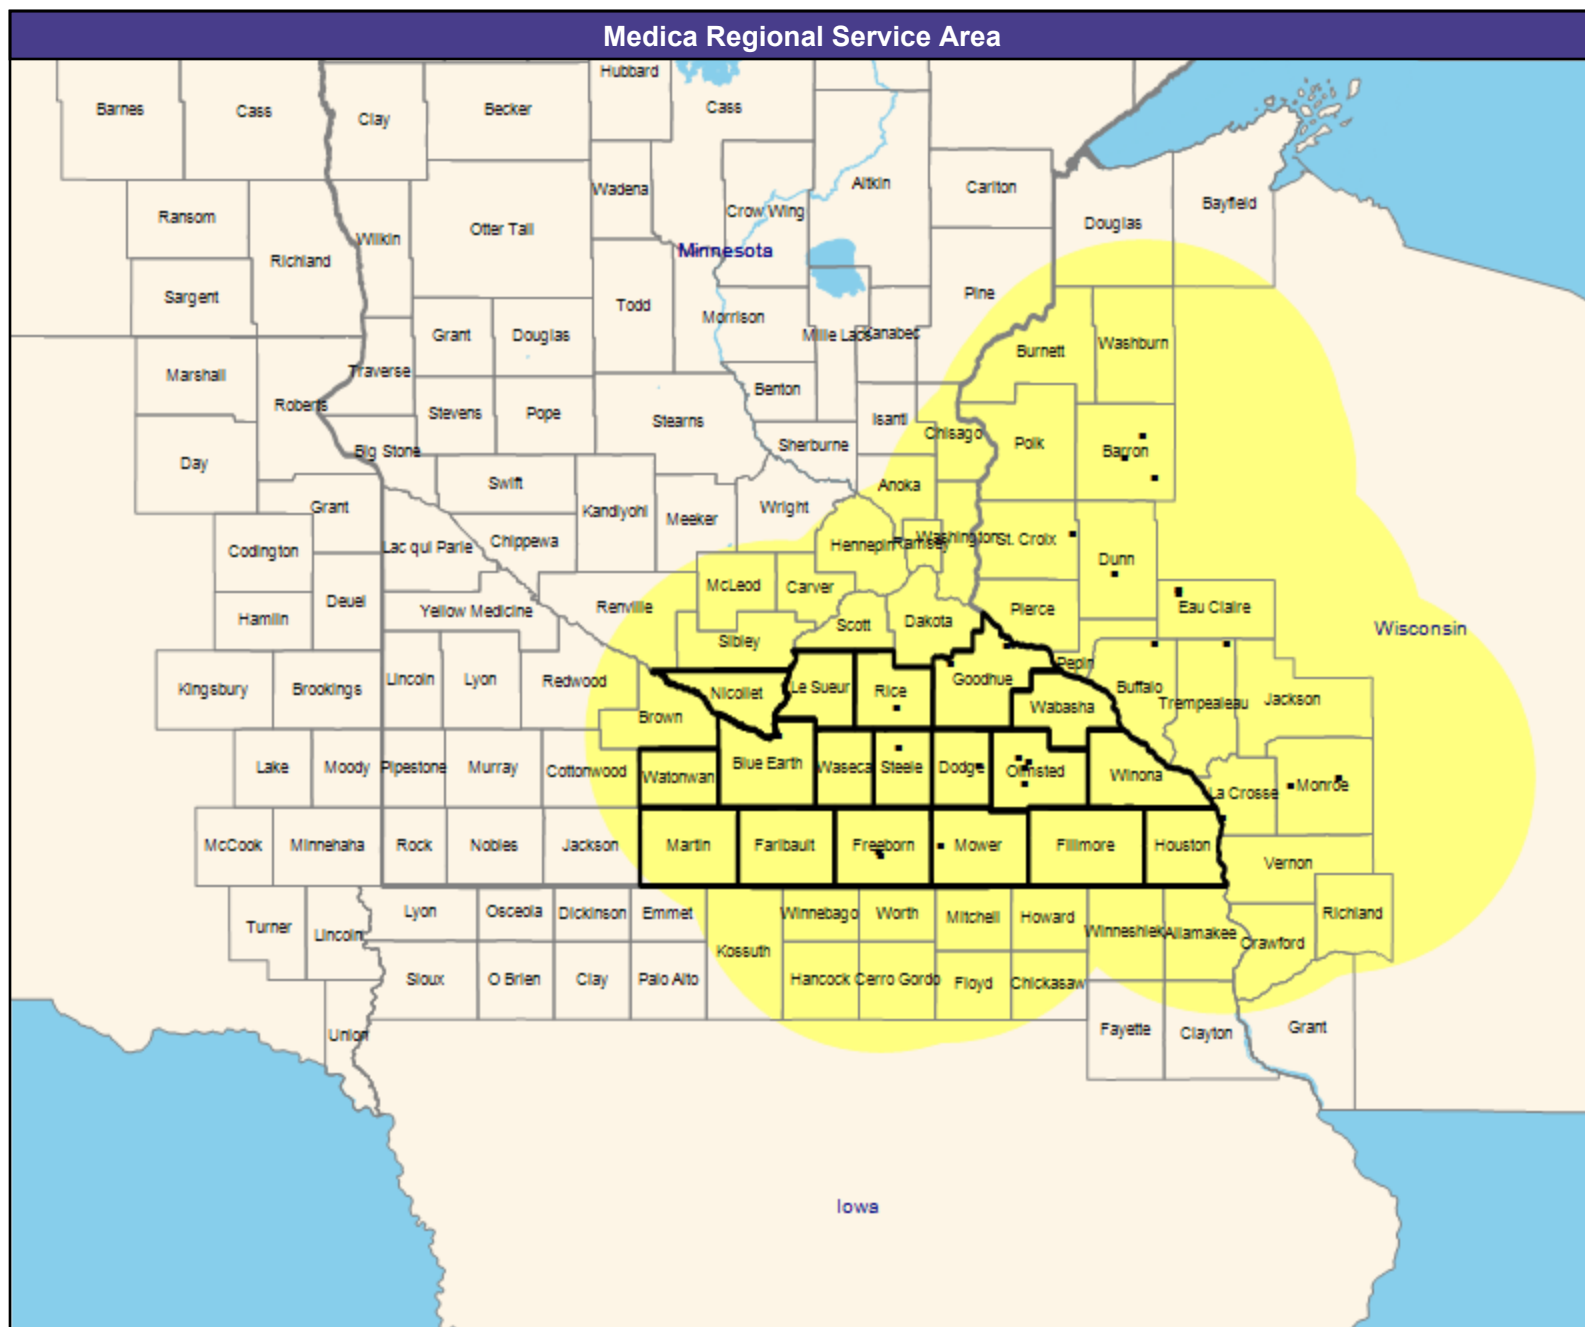 Medica Regional Service Area
Hubbard
Barnes
Cass
Clay
Becker
Cass
Wadena
Aitkin
Carlton
Ransom
Richland
Wilkin
Otter Tail
Crow Wing
Douglas
Bayfield
Minnesota
Sargent
Todd
Morrison
Pine
Grant
Douglas
Mille Lacs
Kanabec
Burnett
Washburn
Marshall
Roberts
Traverse
Stevens
Pope
Stearns
Benton
Isanti
Chisago
Polk
Barron
Day
Big Stone
Sherburne
Swift
Anoka
Grant
Kandiyohi
Meeker
Wright
Codington
Lac qui Parle
Chippewa
Hennepin
Ramsey
Washington
St. Croix
Dunn
Deuel
McLeod
Carver
Hamlin
Yellow Medicine
Renville
Scott
Dakota
Pierce
Eau Claire
Sibley
Wisconsin
Kingsbury
Brookings
Lincoln
Lyon
Redwood
Nicollet
Le Sueur
Rice
Goodhue
Pepin
Buffalo
Trempealeau
Jackson
Brown
Wabasha
Lake
Moody
Pipestone
Murray
Cottonwood
Watonwan
Blue Earth
Waseca
Steele
Dodge
Olmsted
Winona
La Crosse
Monroe
McCook
Minnehaha
Rock
Nobles
Jackson
Martin
Faribault
Freeborn
Mower
Fillmore
Houston
Vernon
Turner
Lincoln
Lyon
Osceola
Dickinson
Emmet
Kossuth
Winnebago
Worth
Mitchell
Howard
Winneshiek
Allamakee
Crawford
Richland
Sioux
O Brien
Clay
Palo Alto
Hancock
Cerro Gordo
Floyd
Chickasaw
Union
Fayette
Clayton
Grant
Iowa